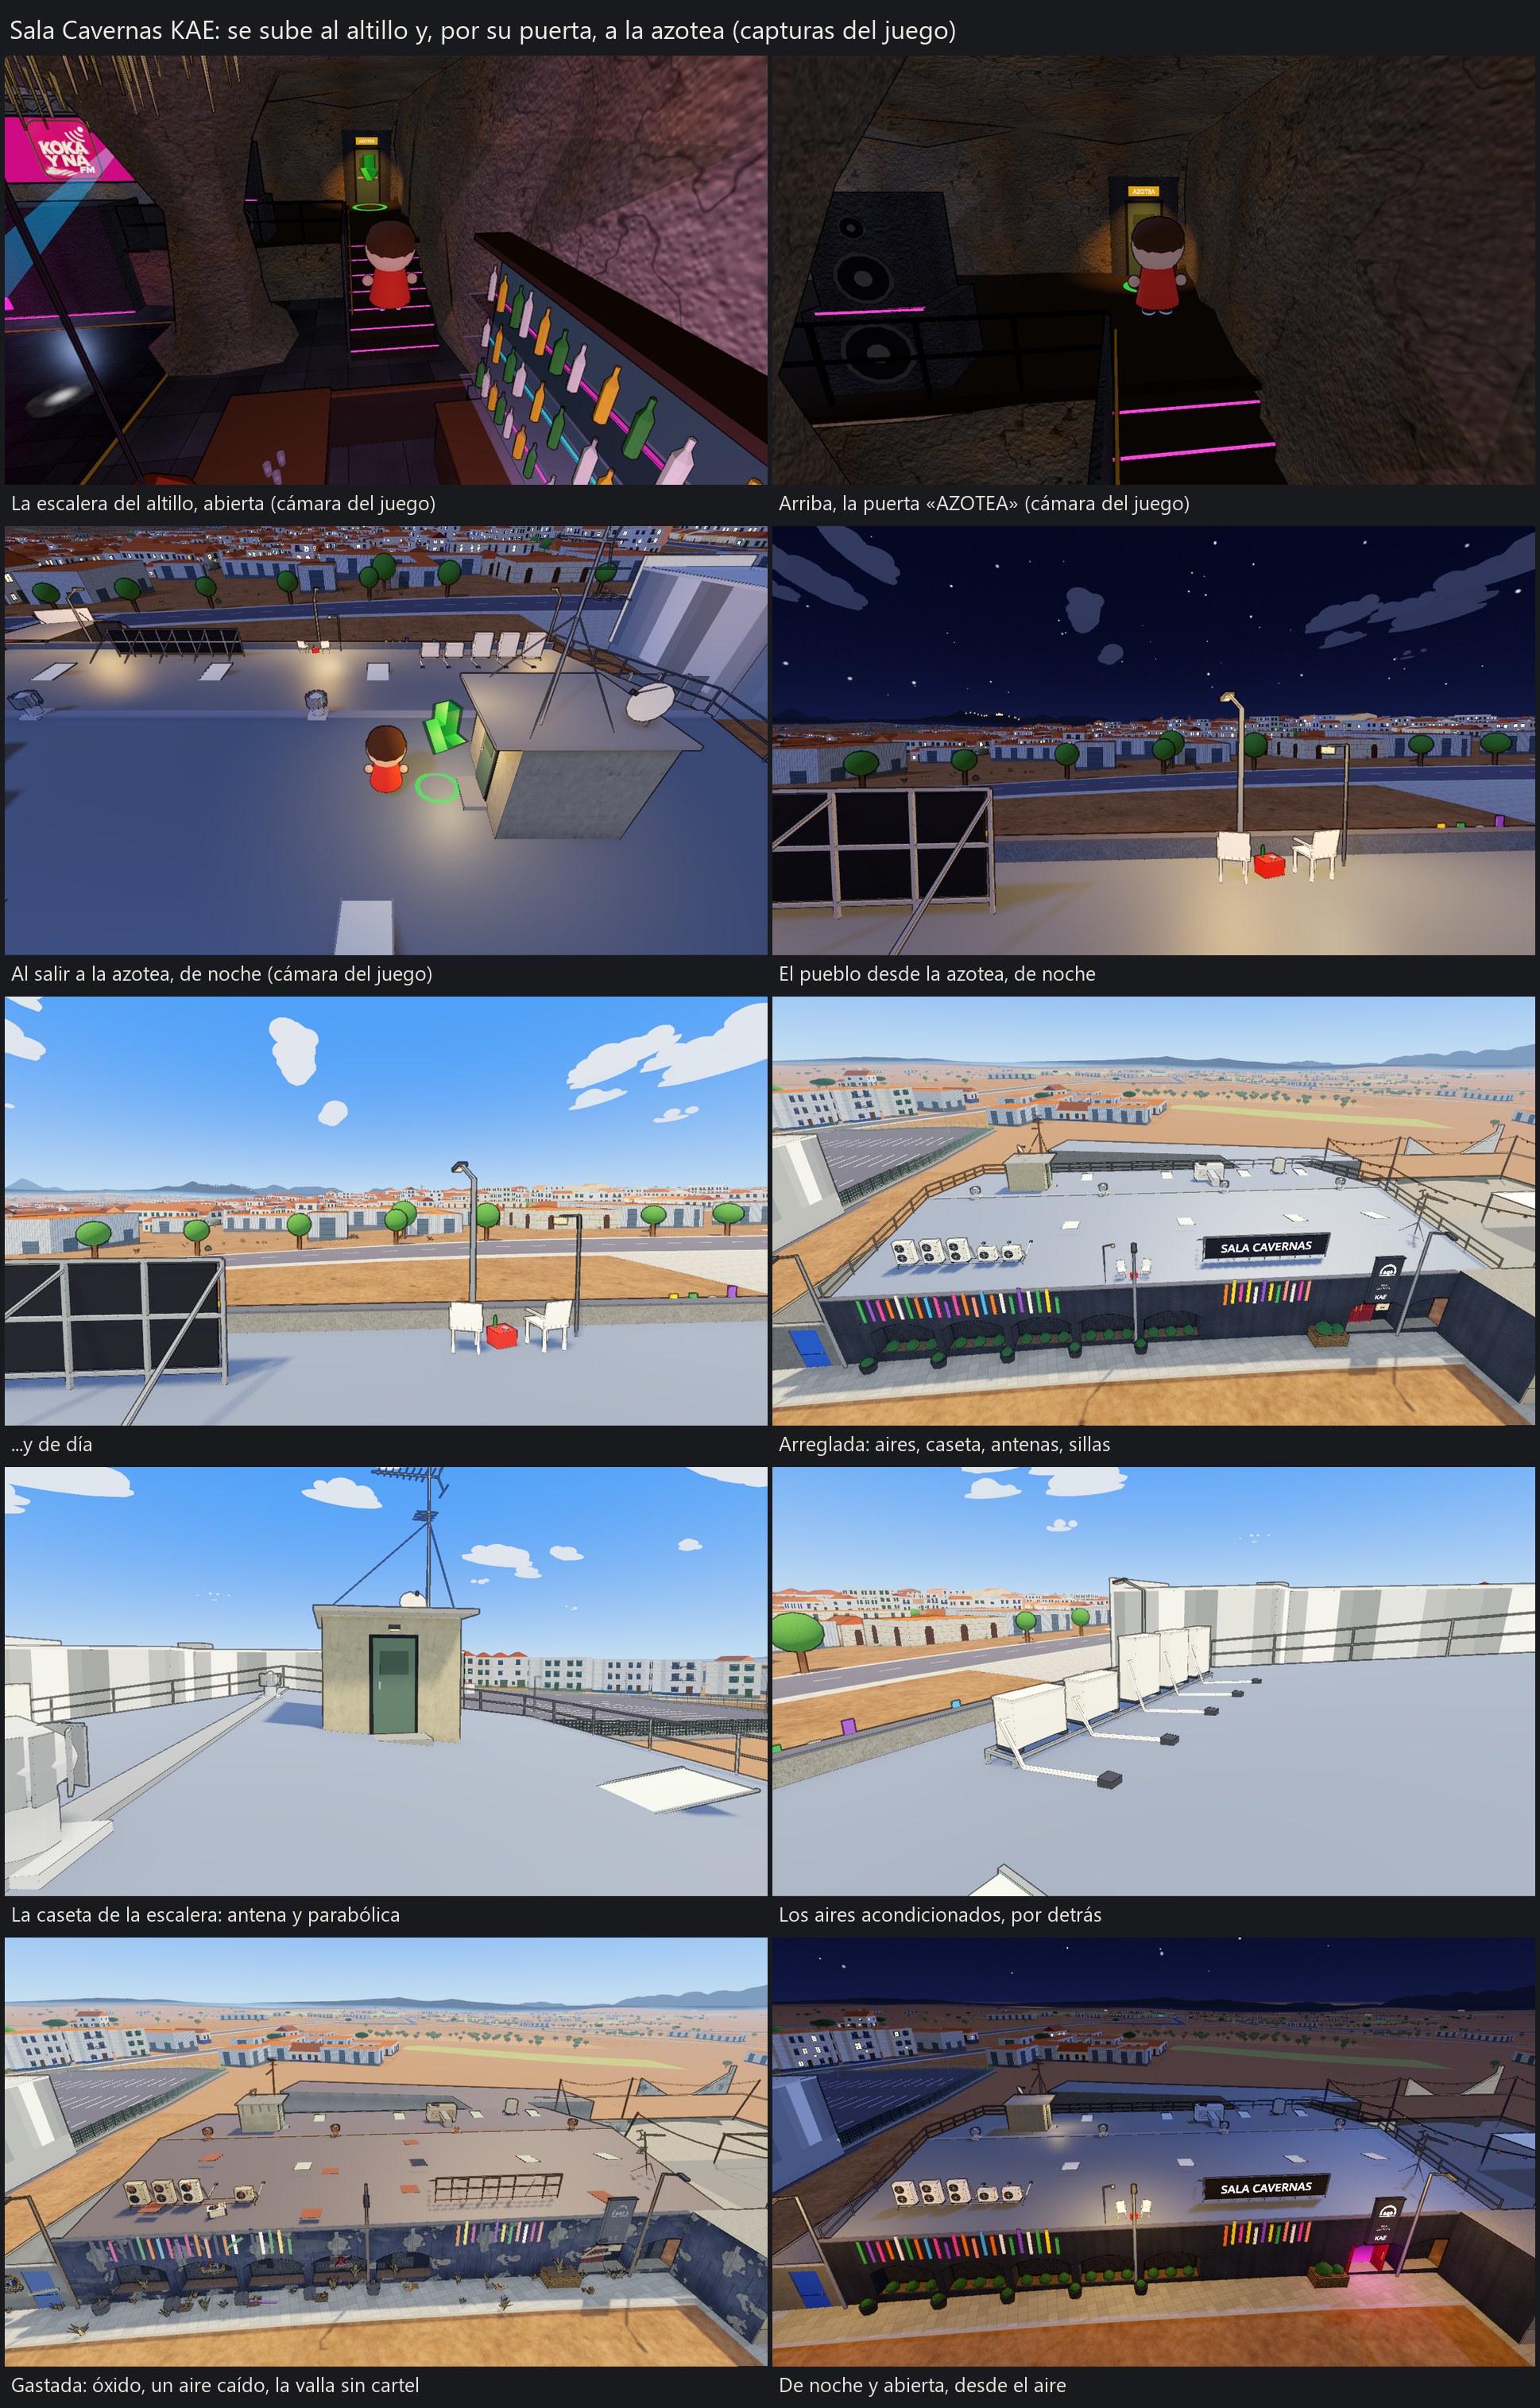 Sala Cavernas KAE: se sube al altillo y, por su puerta, a la azotea (capturas del juego)
KOKA
Y NA
FM
AZOTEA
AZOTEA
La escalera del altillo, abierta (cámara del juego)
Arriba, la puerta «AZOTEA» (cámara del juego)
Al salir a la azotea, de noche (cámara del juego)
El pueblo desde la azotea, de noche
SALA CAVERNAS
KAE
...y de día
Arreglada: aires, caseta, antenas, sillas
La caseta de la escalera: antena y parabólica
Los aires acondicionados, por detrás
SALA CAVERNAS
KAE
Gastada: óxido, un aire caído, la valla sin cartel
De noche y abierta, desde el aire